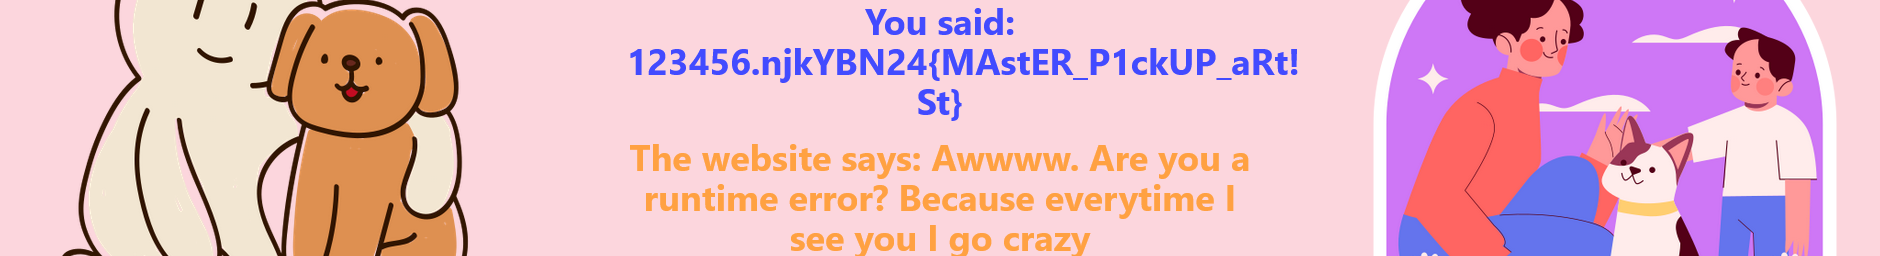 You said:
123456.njkYBN24{MAstER_P1ckUP_aRt!
St}
The website says: Awwww. Are you a
runtime error? Because everytime I
see you I go crazy